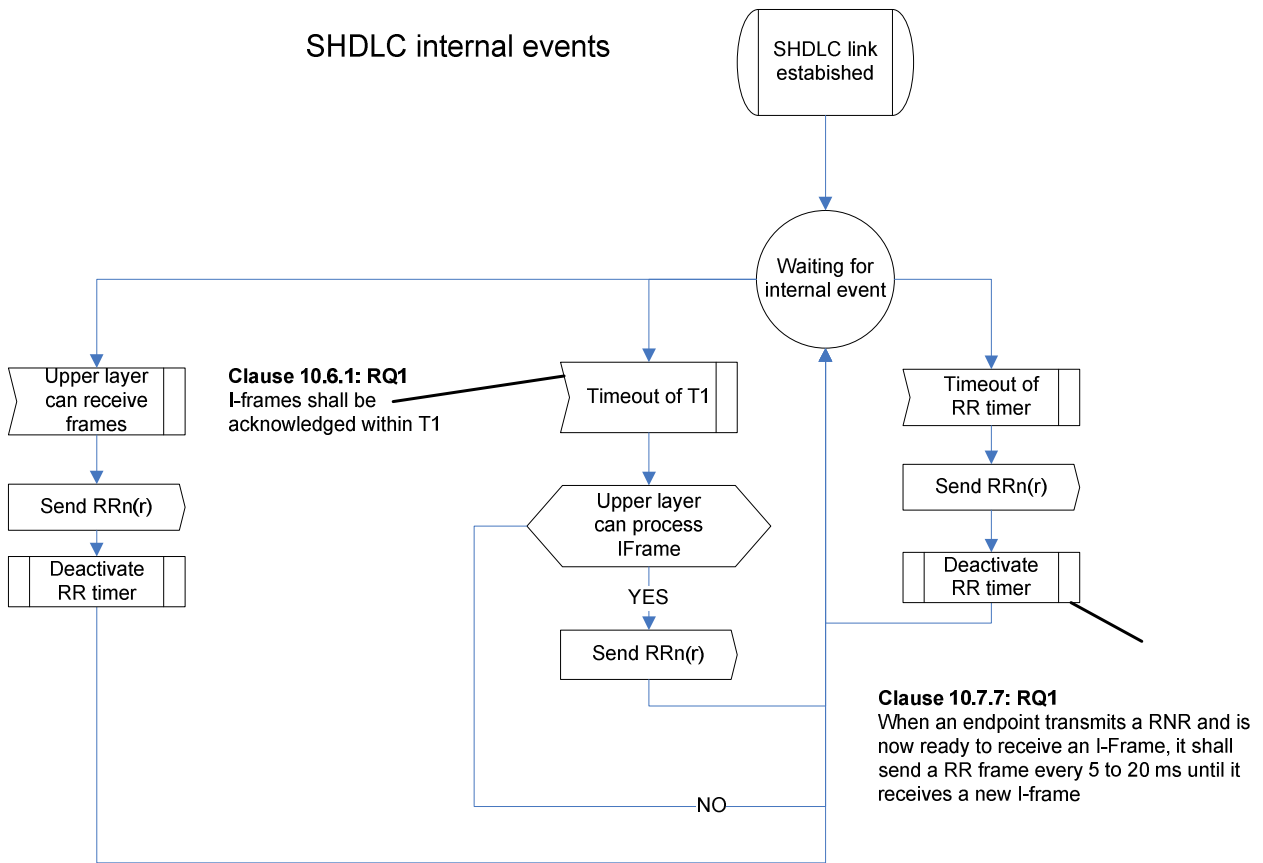 SHDLC internal events
SHDLC link
estabished
Waiting for
internal event
Upper layer
can receive
frames
Clause 10.6.1: RQ1
I-frames shall be
acknowledged within T1
Timeout of T1
Timeout of
RR timer
Send RRn(r)
Upper layer
can process
IFrame
Send RRn(r)
Deactivate
RR timer
Deactivate
RR timer
YES
Send RRn(r)
Clause 10.7.7: RQ1
When an endpoint transmits a RNR and is
now ready to receive an I-Frame, it shall
send a RR frame every 5 to 20 ms until it
receives a new I-frame
NO